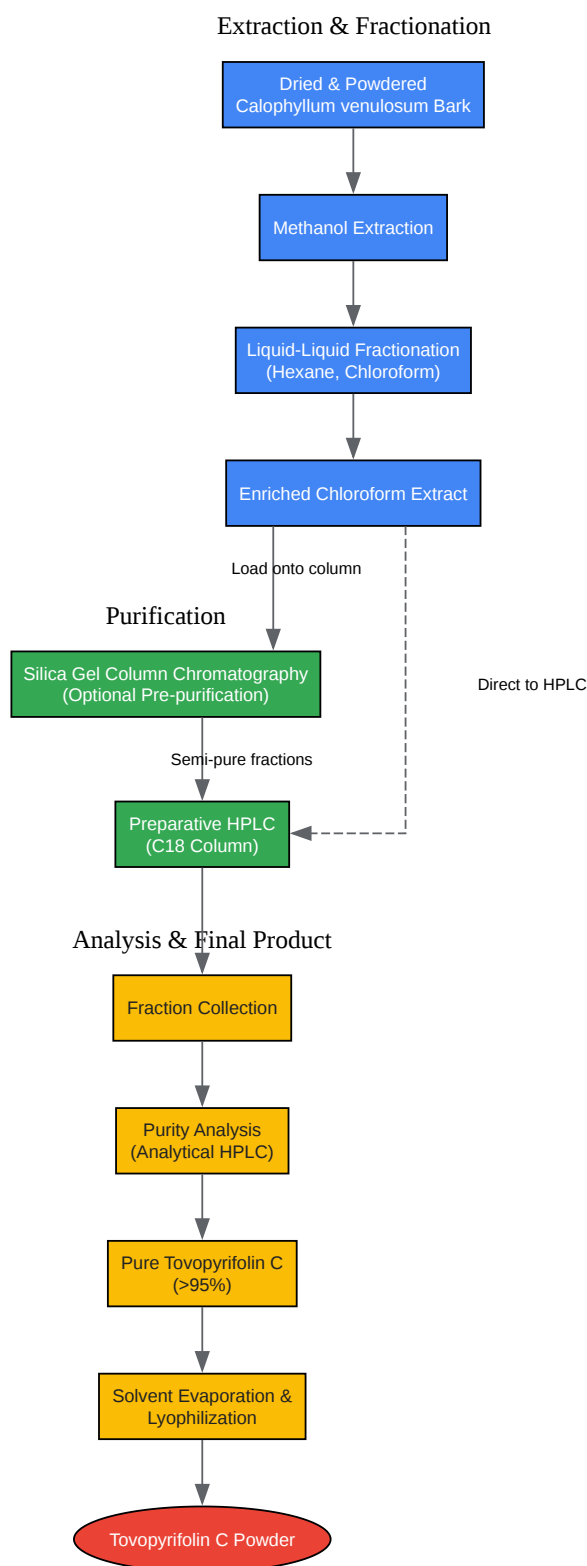 Extraction & Fractionation
Dried & Powdered
Calophyllum venulosum Bark
Methanol Extraction
Liquid-Liquid Fractionation
(Hexane, Chloroform)
Enriched Chloroform Extract
Load onto column
Purification
Silica Gel Column Chromatography
(Optional Pre-purification)
Direct to HPLC
Semi-pure fractions
Preparative HPLC
(C18 Column)
Analysis & Final Product
Fraction Collection
Purity Analysis
(Analytical HPLC)
Pure Tovopyrifolin C
(>95%)
Solvent Evaporation &
Lyophilization
Tovopyrifolin C Powder